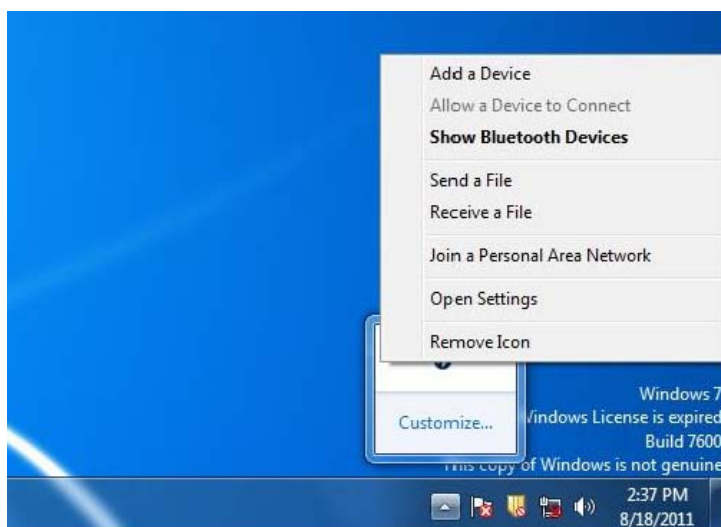 Add a Device
Allow a Device to Connect
Show Bluetooth Devices
Send a File
Receive a File
Join a Personal Area Network
Open Settings
Remove Icon
Customize...
Windows 7
Windows License is expired
Build 7600
This copy of Windows is not genuine
2:37 PM
8/18/2011